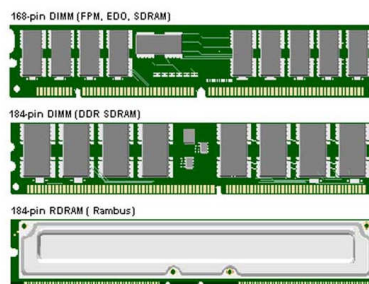 168-pin DIMM (FPM, EDO, SDRAM)
184-pin DIMM (DDR SDRAM)
184-pin RDRAM ( Rambus)